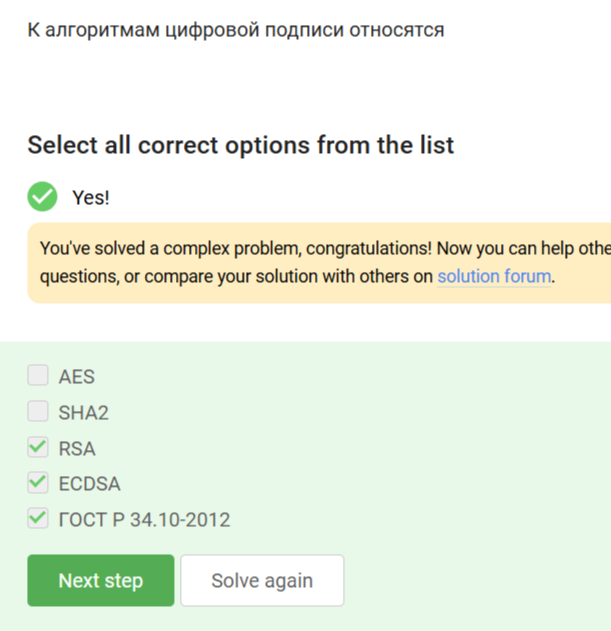 К алгоритмам цифровой подписи относятся
Select all correct options from the list
Yes!
You've solved a complex problem, congratulations! Now you can help othe
questions, or compare your solution with others on solution forum.
AES
SHA2
RSA
ECDSA
ГОСТ Р 34.10-2012
Next step
Solve again